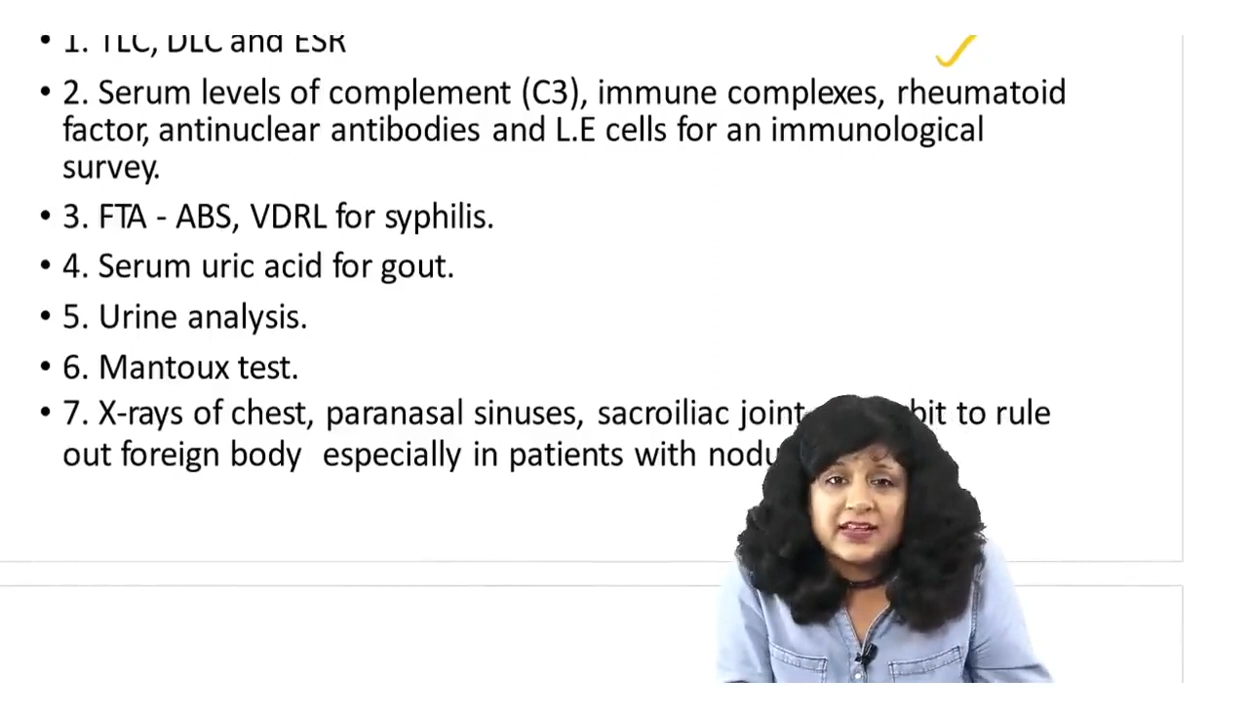 • 1. TLC, DLC and ESR
• 2. Serum levels of complement (C3), immune complexes, rheumatoid
factor, antinuclear antibodies and L.E cells for an immunological
survey.
• 3. FTA - ABS, VDRL for syphilis.
• 4. Serum uric acid for gout.
• 5. Urine analysis.
• 6. Mantoux test.
• 7. X-rays of chest, paranasal sinuses, sacroiliac joint to rule
out foreign body especially in patients with